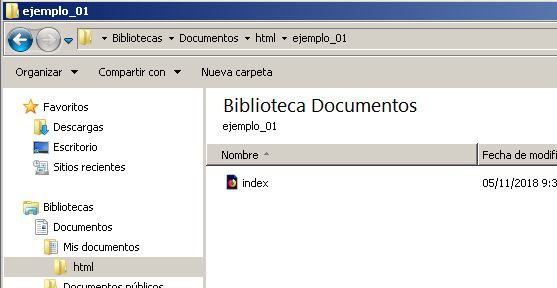 ejemplo_01
Bibliotecas Documentos html ejemplo_01
Organizar Compartir con Nueva carpeta
Favoritos
Descargas
Escritorio
Sitios recientes
Bibliotecas
Documentos
Mis documentos
html
Documentos públicos
Biblioteca Documentos
ejemplo_01
Nombre Fecha de modifi
index 05/11/2018 9:3